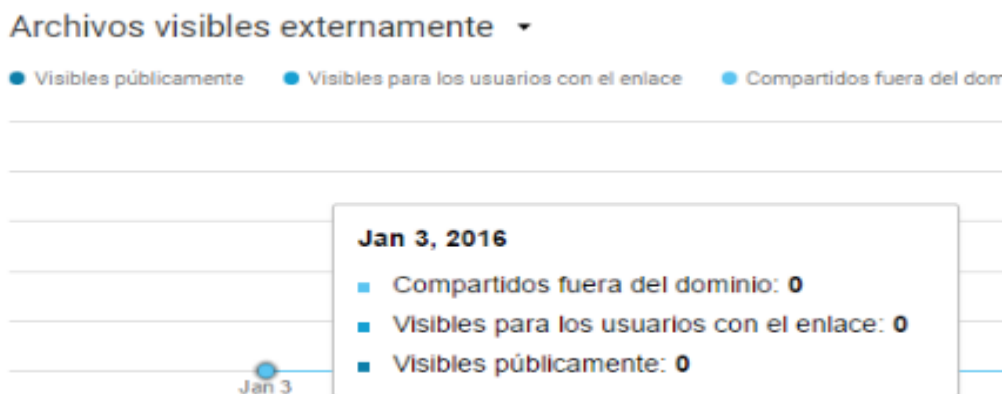 Archivos visibles externamente
Visibles públicamente Visibles para los usuarios con el enlace Compartidos fuera del dom
Jan 3, 2016
Compartidos fuera del dominio: 0
Visibles para los usuarios con el enlace: 0
Visibles públicamente: 0
Jan 3